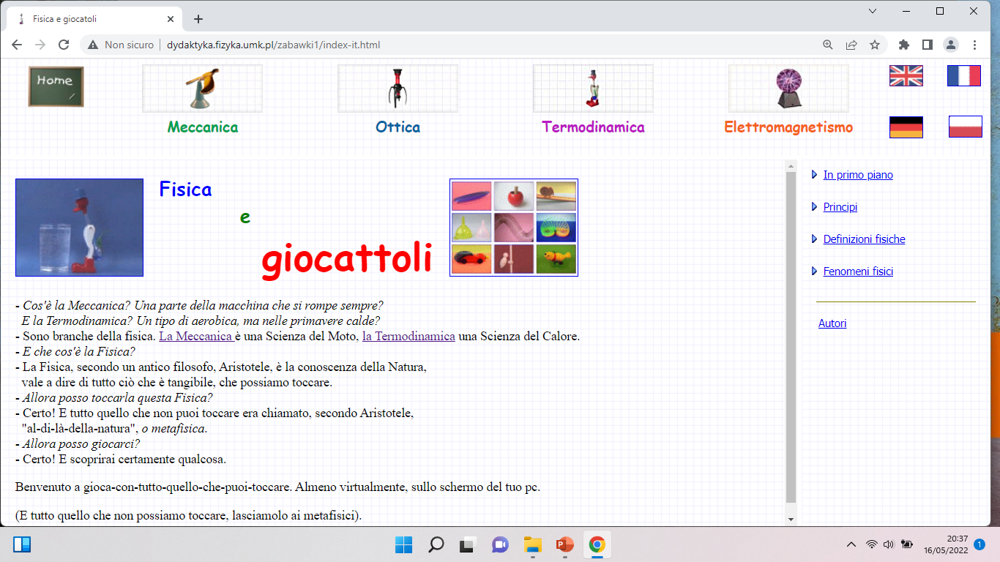 Fisica e giocatoli
Non sicuro
dydaktyka.fizyka.umk.pl/zabawki1/index-it.html
Home
Meccanica
Ottica
Termodinamica
Elettromagnetismo
Fisica
e
giocattoli
In primo piano
Principi
Definizioni fisiche
Fenomeni fisici
Autori
- Cos'è la Meccanica? Una parte della macchina che si rompe sempre?
E la Termodinamica? Un tipo di aerobica, ma nelle primavere calde?
- Sono branche della fisica. La Meccanica è una Scienza del Moto, la Termodinamica una Scienza del Calore.
- E che cos'è la Fisica?
- La Fisica, secondo un antico filosofo, Aristotele, è la conoscenza della Natura,
vale a dire di tutto ciò che è tangibile, che possiamo toccare.
- Allora posso toccarla questa Fisica?
- Certo! E tutto quello che non puoi toccare era chiamato, secondo Aristotele,
"al-di-là-della-natura", o metafisica.
- Allora posso giocarci?
- Certo! E scoprirai certamente qualcosa.
Benvenuto a gioca-con-tutto-quello-che-puoi-toccare. Almeno virtualmente, sullo schermo del tuo pc.
(E tutto quello che non possiamo toccare, lasciamolo ai metafisici).
20:37
16/05/2022
1